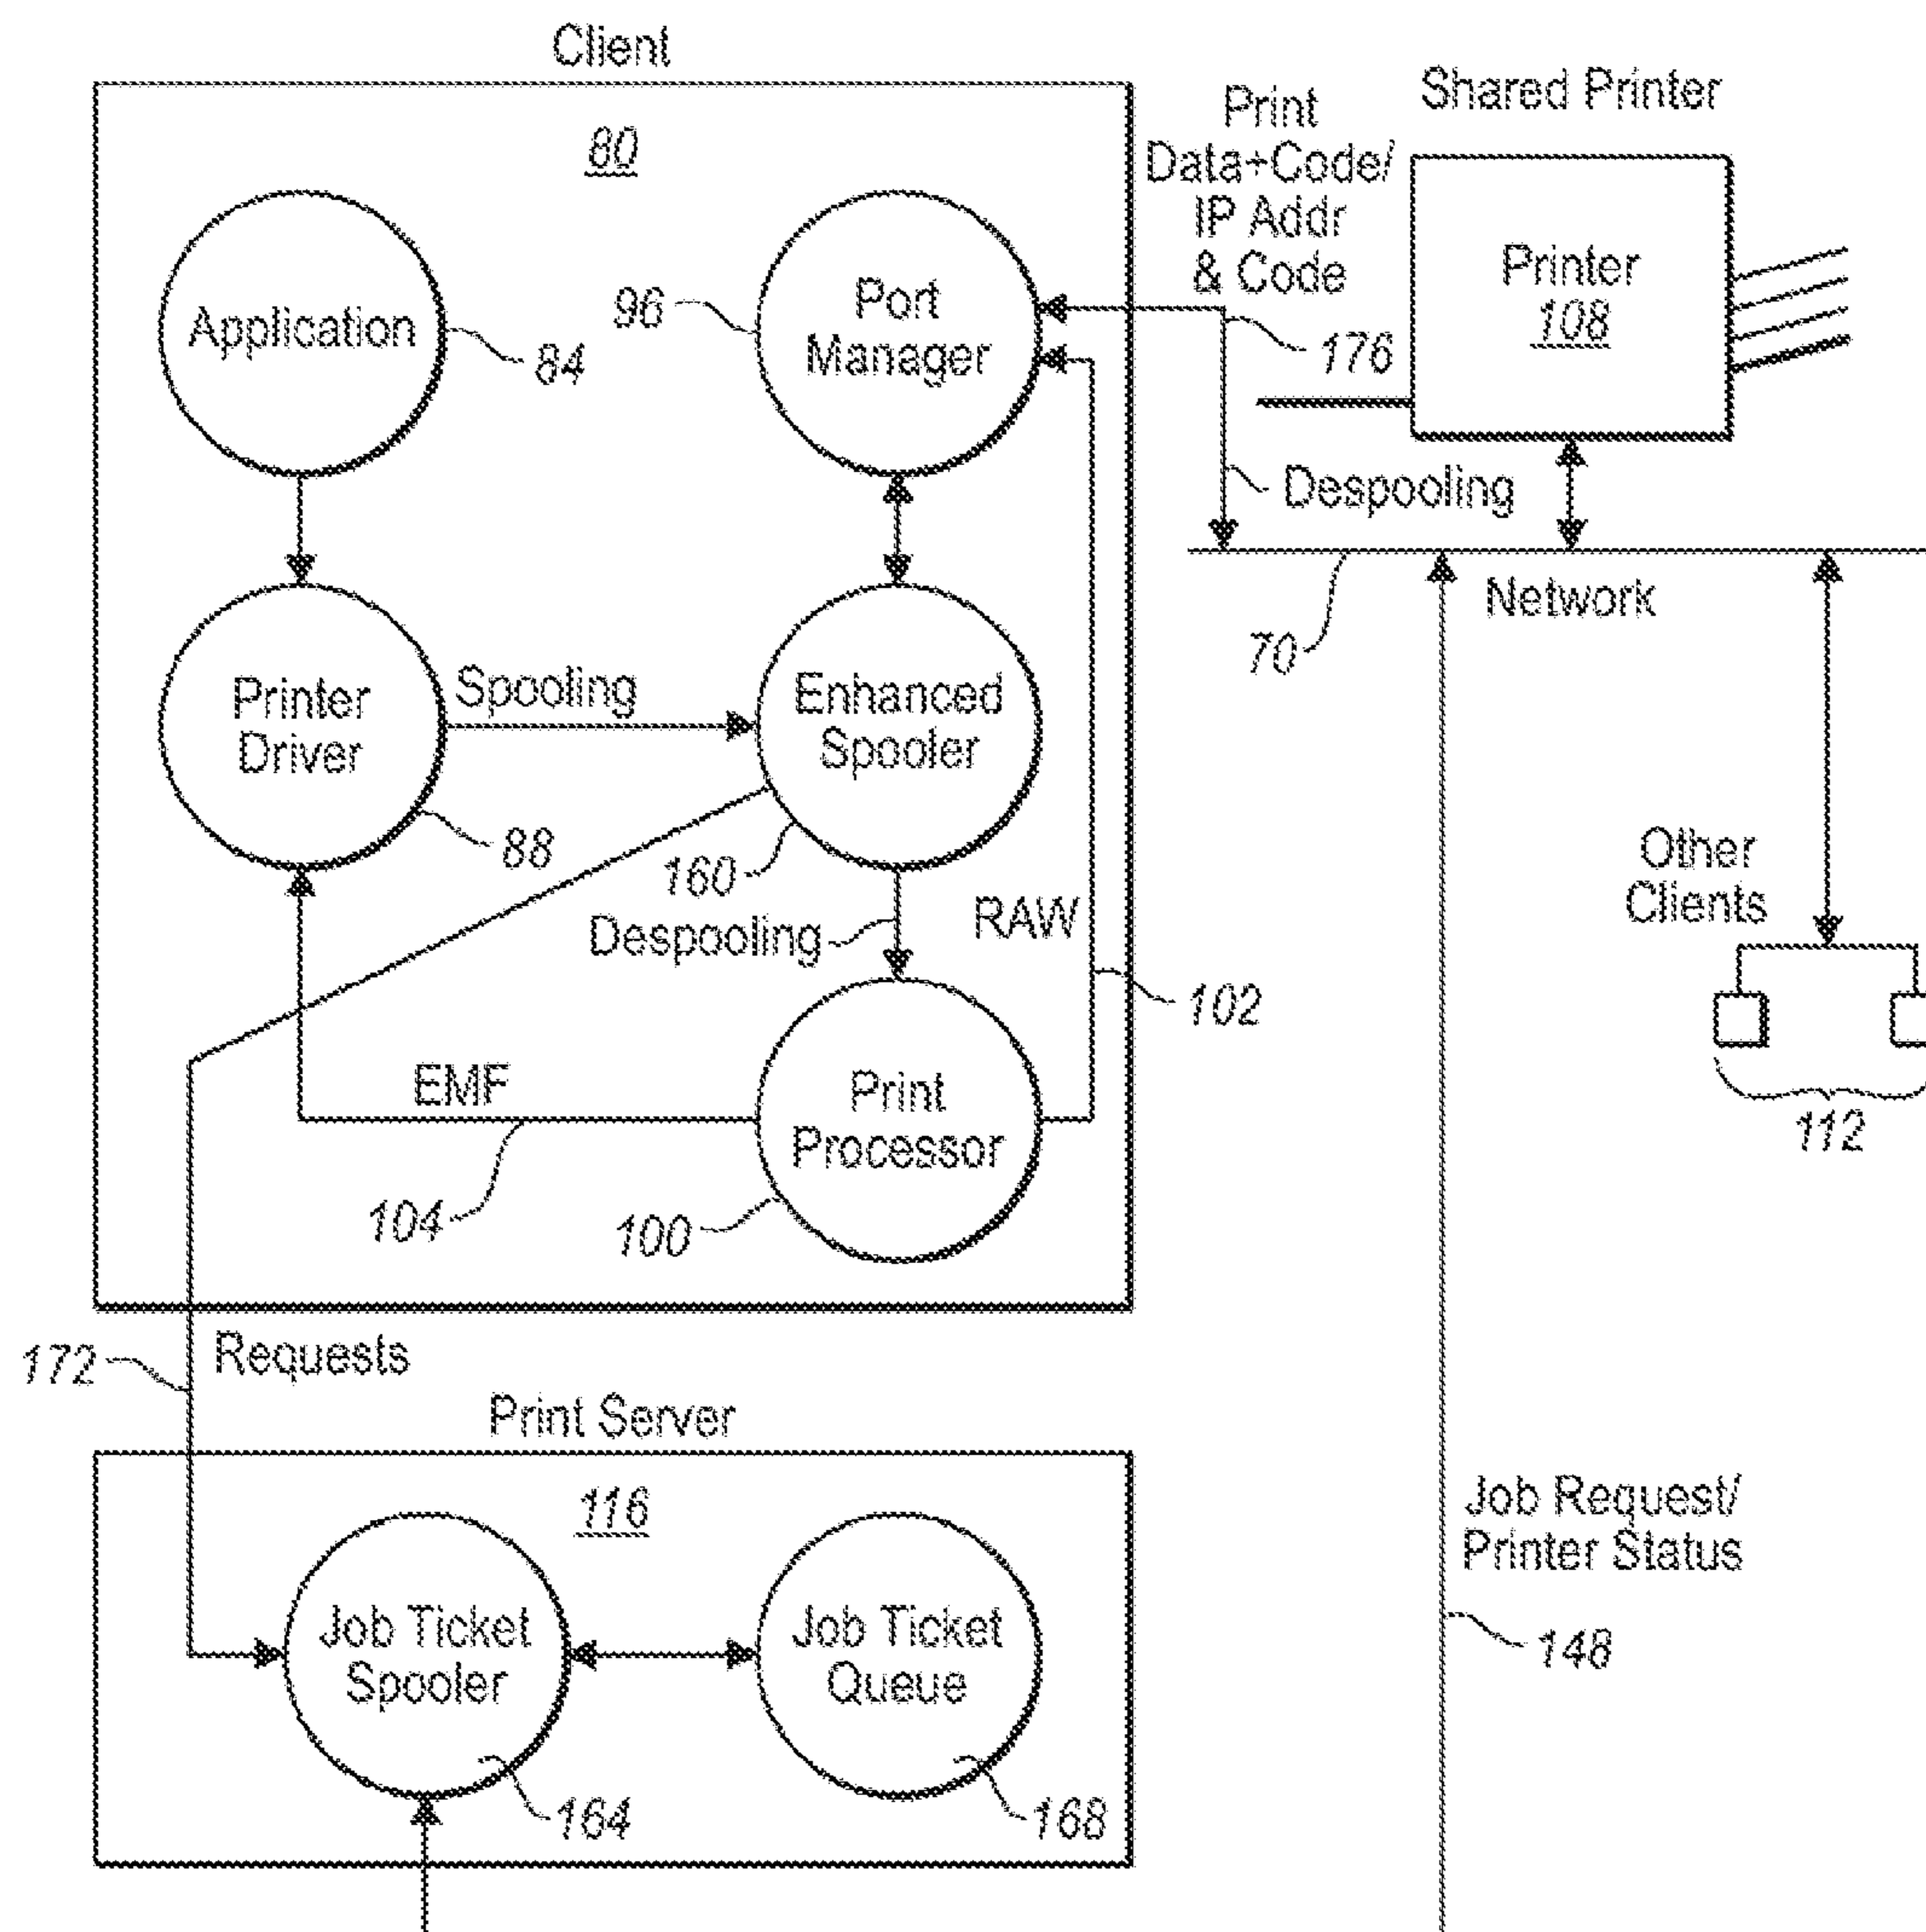 Client
80
Application
84
96
Port
Manager
Print
Data+Code/
IP Addr
& Code
176
Shared Printer
Printer
108
Despooling
Network
70
Printer
Driver
88
Spooling
Enhanced
Spooler
160
Despooling
RAW
102
Other
Clients
112
EMF
104
Print
Processor
100
172
Requests
Print Server
116
Job Ticket
Spooler
164
Job Ticket
Queue
168
Job Request/
Printer Status
148